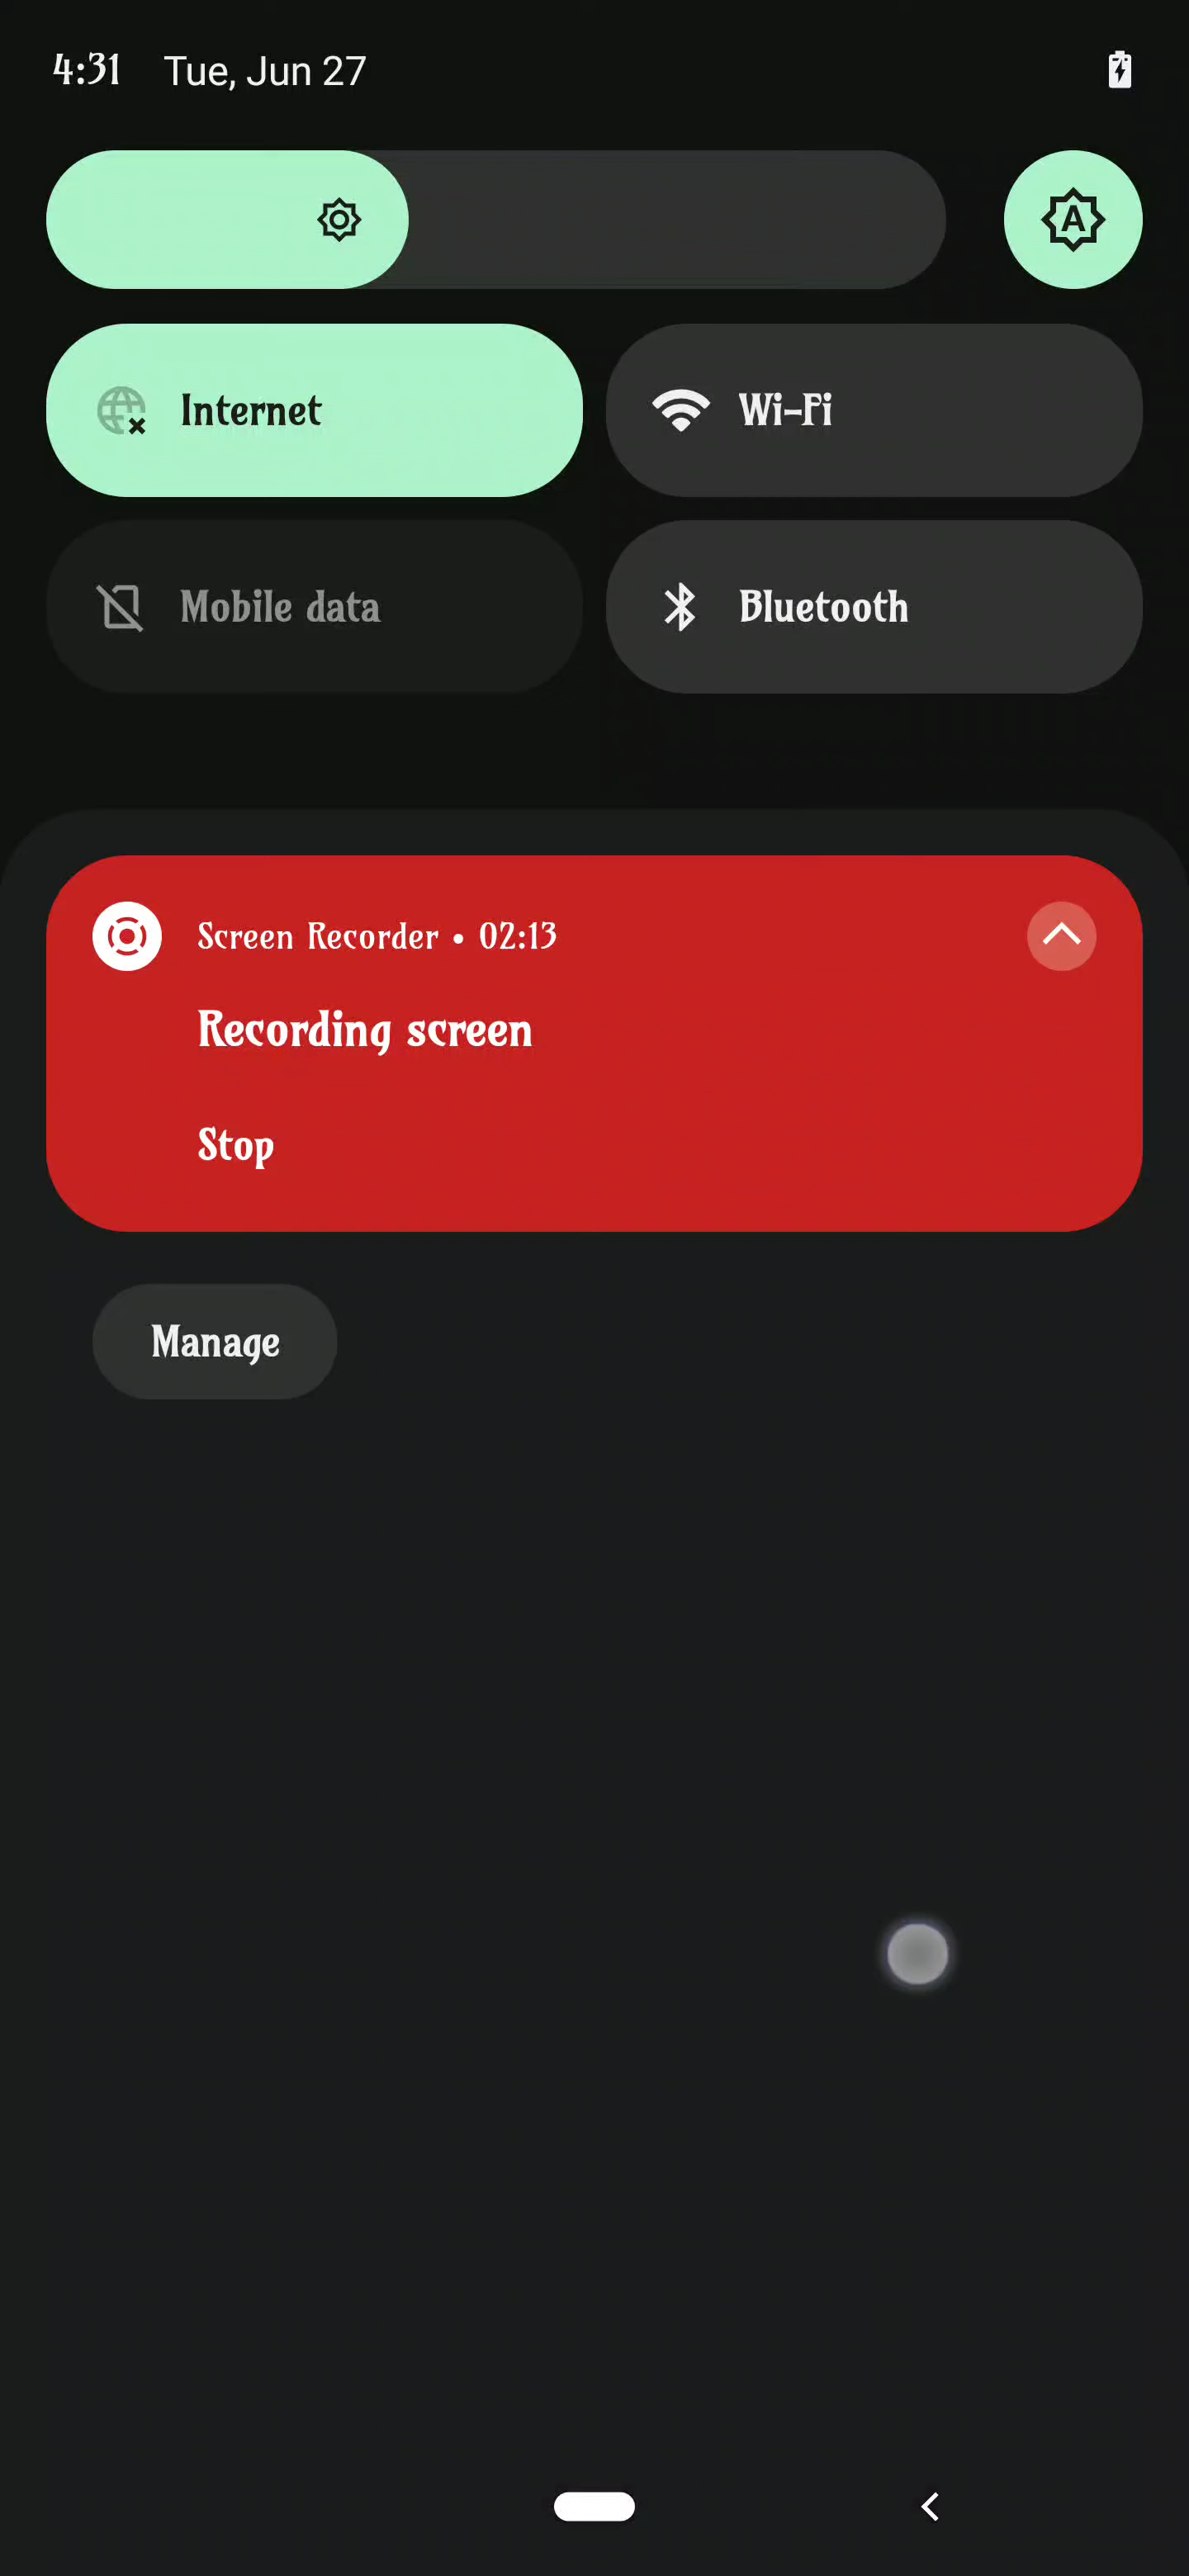 4:31 Tue, Jun 27
A
Internet
Wi-Fi
Mobile data
Bluetooth
Screen Recorder • 02:13
Recording screen
Stop
Manage